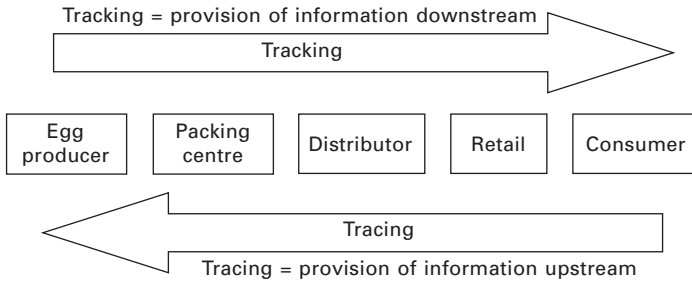 Tracking = provision of information downstream
Tracking
Egg
producer
Packing
centre
Distributor
Retail
Consumer
Tracing
Tracing = provision of information upstream